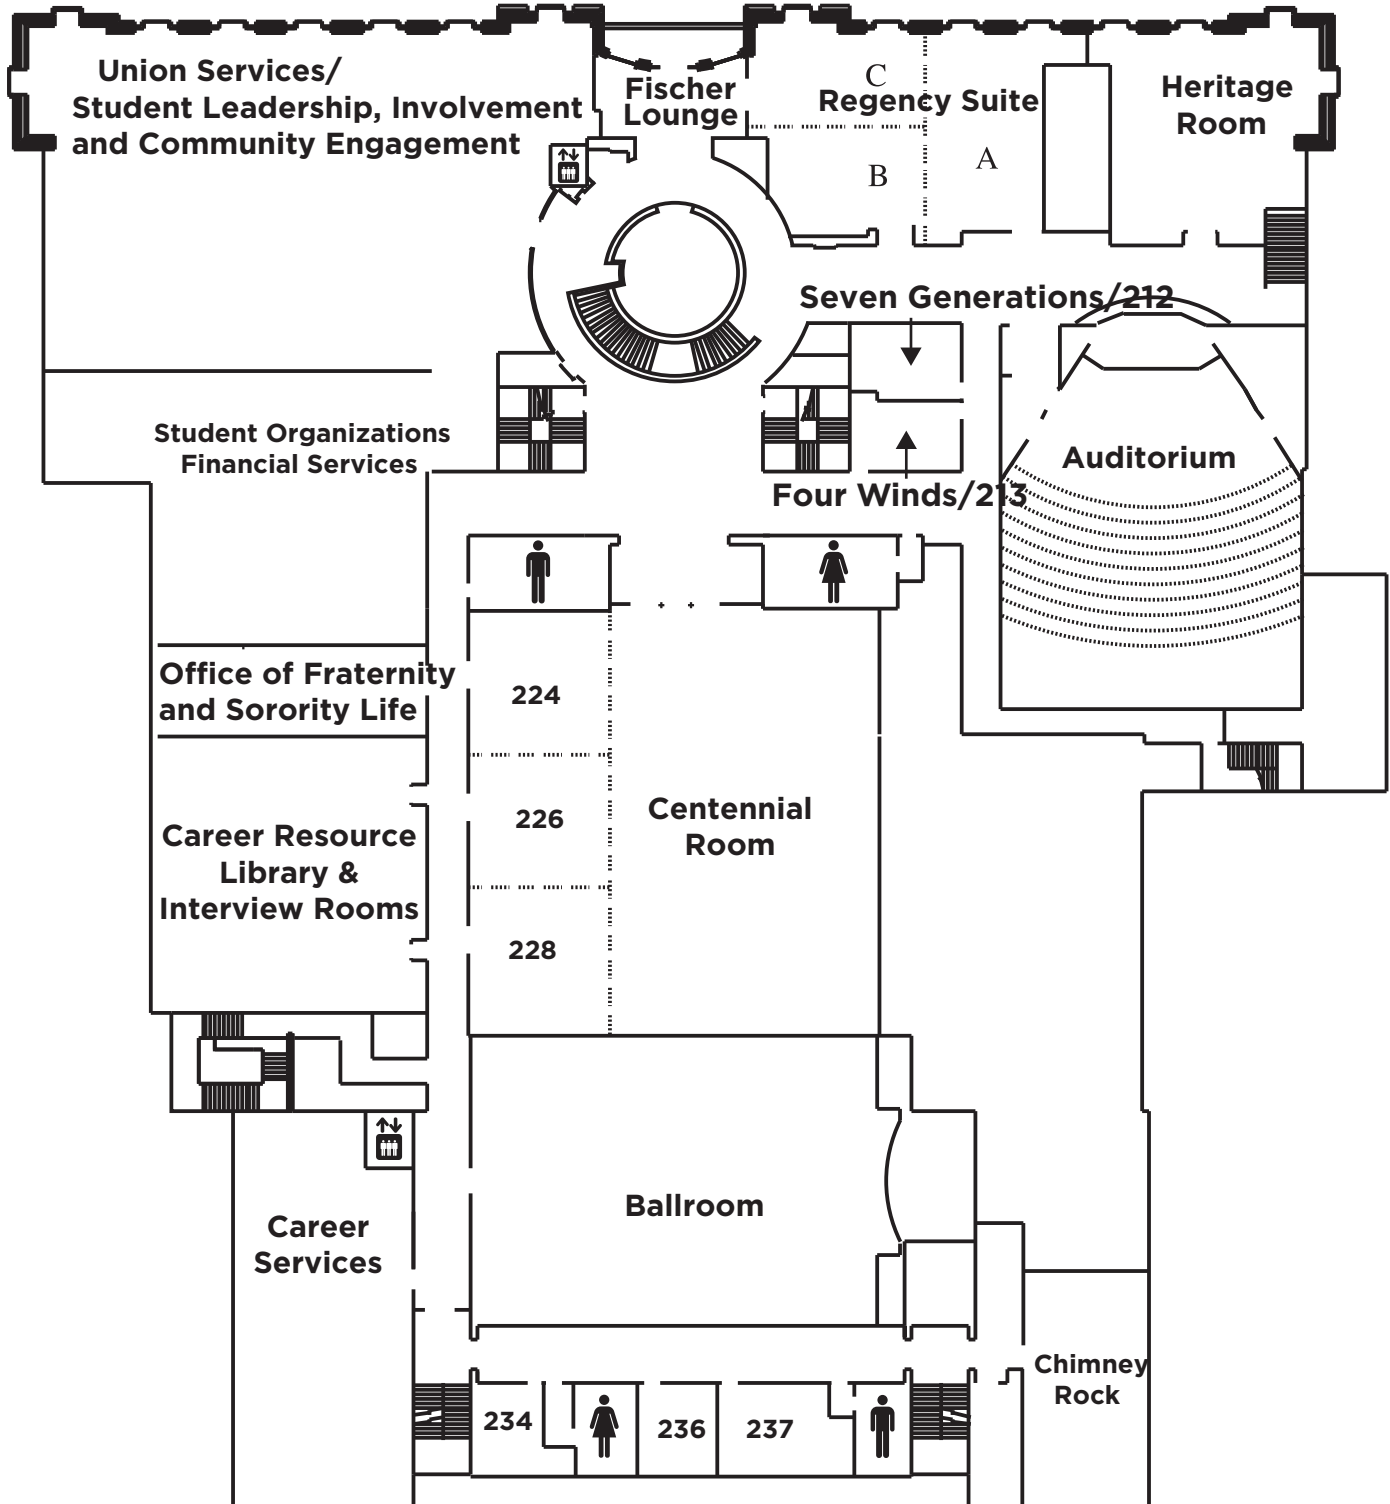 Union Services/
Student Leadership, Involvement
and Community Engagement
Fischer
Lounge
C
Regency Suite
B
A
Heritage
Room
Seven Generations/212
Student Organizations
Financial Services
Auditorium
Four Winds/213
Office of Fraternity
and Sorority Life
224
226
228
Centennial
Room
Career Resource
Library &
Interview Rooms
Ballroom
Career
Services
Chimney
Rock
234
236
237